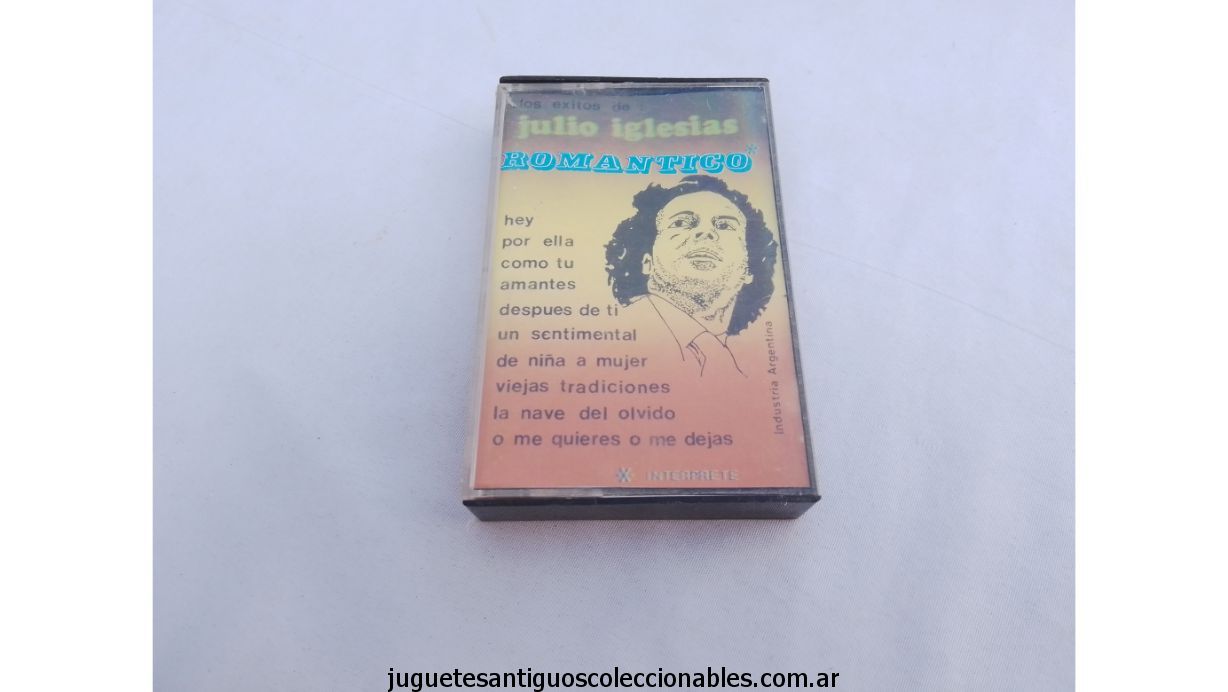 los exitos de :
julio iglesias
ROMANTICO*
hey
por ella
como tu
amantes
despues de ti
un sentimental
de niña a mujer
viejas tradiciones
la nave del olvido
o me quieres o me dejas
Industria Argentina
* INTERPRETE
juguetesantiguoscoleccionables.com.ar